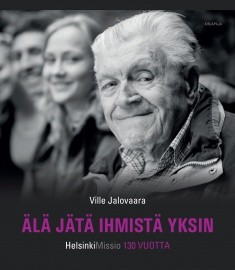 Ville Jalovaara
ÄLÄ JÄTÄ IHMISTÄ YKSIN
HelsinkiMissio 130 VUOTTA